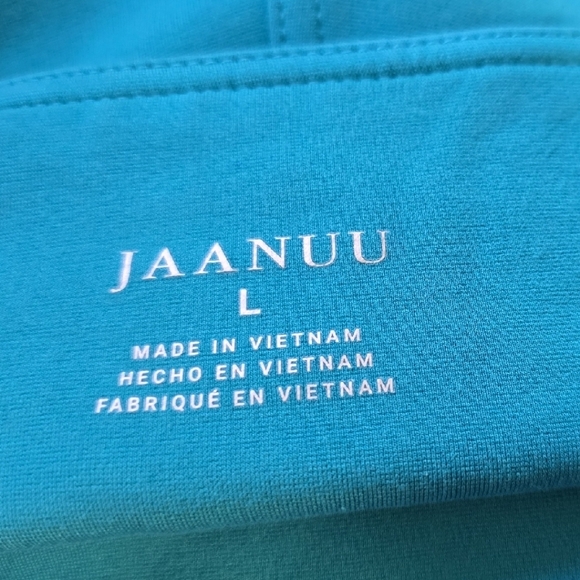 JAANUU
L
MADE IN VIETNAM
HECHO EN VIETNAM
FABRIQUÉ EN VIETNAM